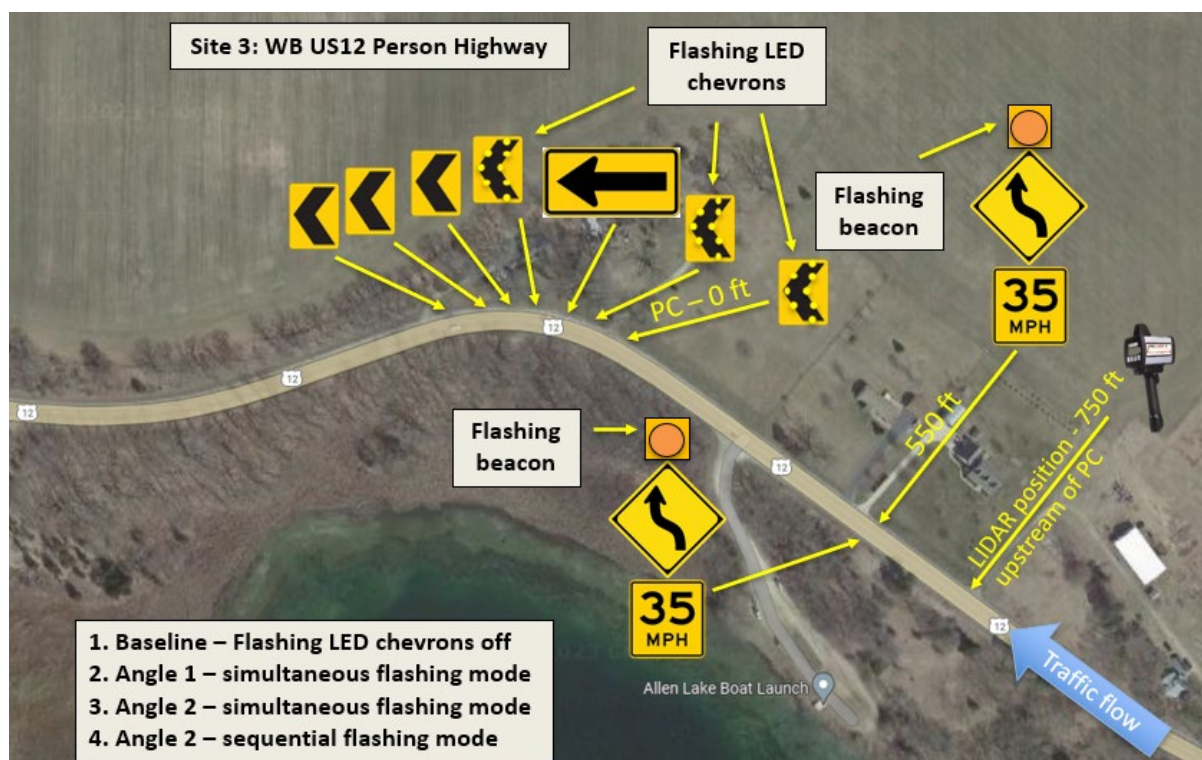 Site 3: WB US12 Person Highway
Flashing LED
chevrons
Flashing
beacon
35
MPH
PC – 0 ft
12
12
12
550 ft
LIDAR position - 750 ft
upstream of PC
Flashing
beacon
12
35
MPH
12
Traffic flow
Allen Lake Boat Launch
1. Baseline – Flashing LED chevrons off
2. Angle 1 – simultaneous flashing mode
3. Angle 2 – simultaneous flashing mode
4. Angle 2 – sequential flashing mode